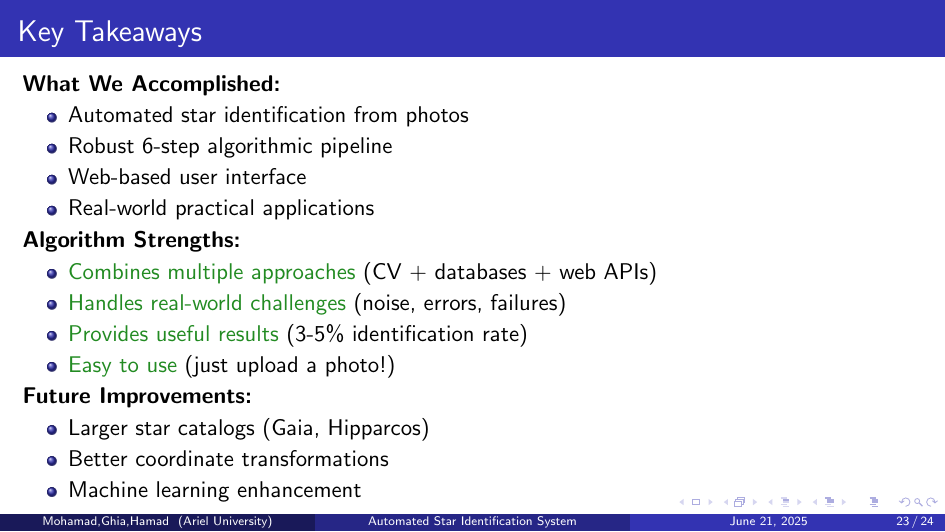 Key Takeaways
What We Accomplished:
Automated star identification from photos
Robust 6-step algorithmic pipeline
Web-based user interface
Real-world practical applications
Algorithm Strengths:
Combines multiple approaches (CV + databases + web APIs)
Handles real-world challenges (noise, errors, failures)
Provides useful results (3-5% identification rate)
Easy to use (just upload a photo!)
Future Improvements:
Larger star catalogs (Gaia, Hipparcos)
Better coordinate transformations
Machine learning enhancement
Mohamad,Ghia,Hamad (Ariel University) Automated Star Identification System June 21, 2025 23 / 24